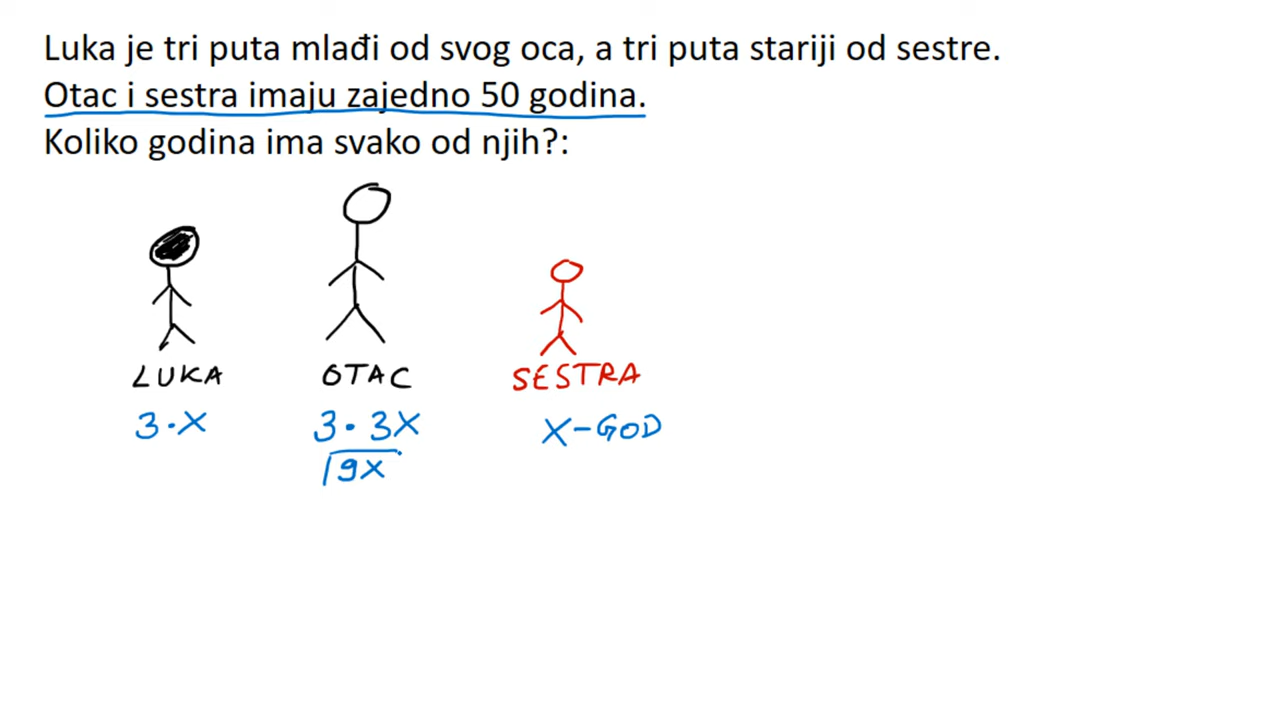 Luka je tri puta mlađi od svog oca, a tri puta stariji od sestre.
Otac i sestra imaju zajedno 50 godina.
Koliko godina ima svako od njih?:
LUKA OTAC SESTRA
3·X 3·3X X-GOD
9X